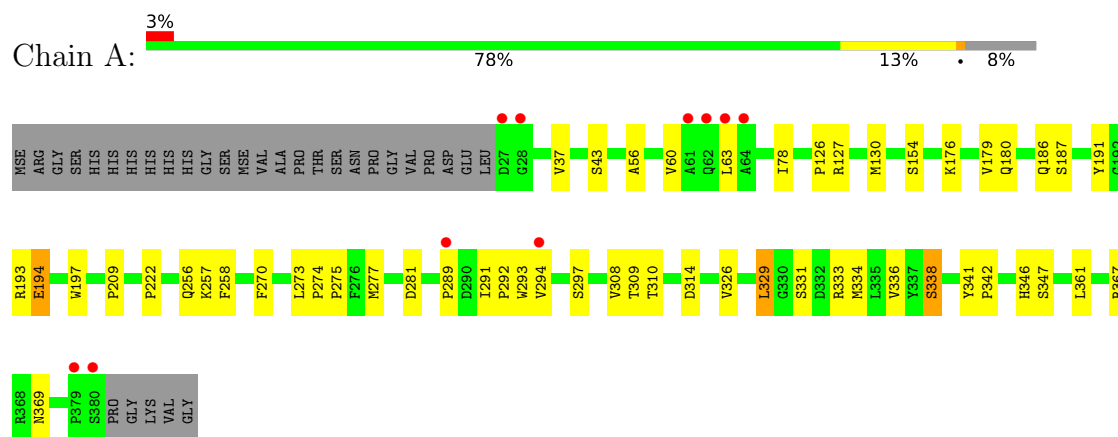 3%
Chain A:
78% 13% • 8%
MSE ARG GLY SER HIS HIS HIS HIS HIS HIS GLY SER MSE VAL ALA PRO THR SER ASN PRO GLY VAL PRO ASP GLU LEU D27 G28 V37 S43 A56 V60 A61 Q62 L63 A64 I78 P126 R127 M130 S154 K176 V179 Q180 Q186 S187 Y191
R193 E194 W197 P209 P222 Q256 K257 F258 F270 L273 P274 P275 F276 M277 D281 P289 D290 I291 P292 W293 V294 S297 V308 T309 T310 D314 V326 L329 G330 S331 D332 R333 M334 L335 V336 Y337 S338 Y341 P342 H346 S347 L361
R368 N369 P379 S380 PRO GLY LYS VAL GLY